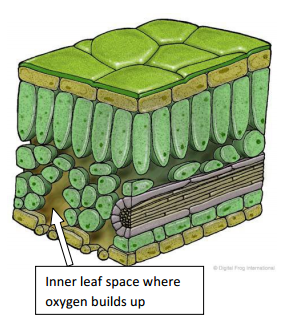 © Digital Frog International
Inner leaf space where
oxygen builds up